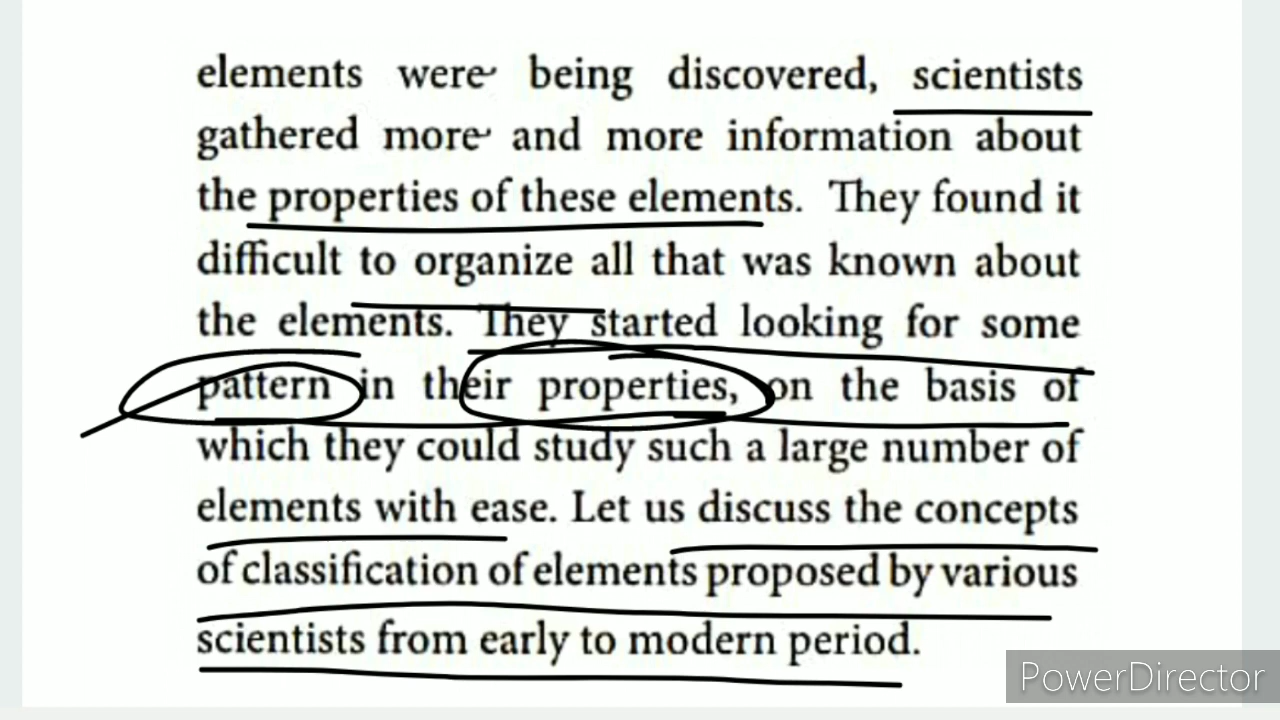 elements were being discovered, scientists
gathered more and more information about
the properties of these elements. They found it
difficult to organize all that was known about
the elements. They started looking for some
pattern in their properties, on the basis of
which they could study such a large number of
elements with ease. Let us discuss the concepts
of classification of elements proposed by various
scientists from early to modern period.
PowerDirector